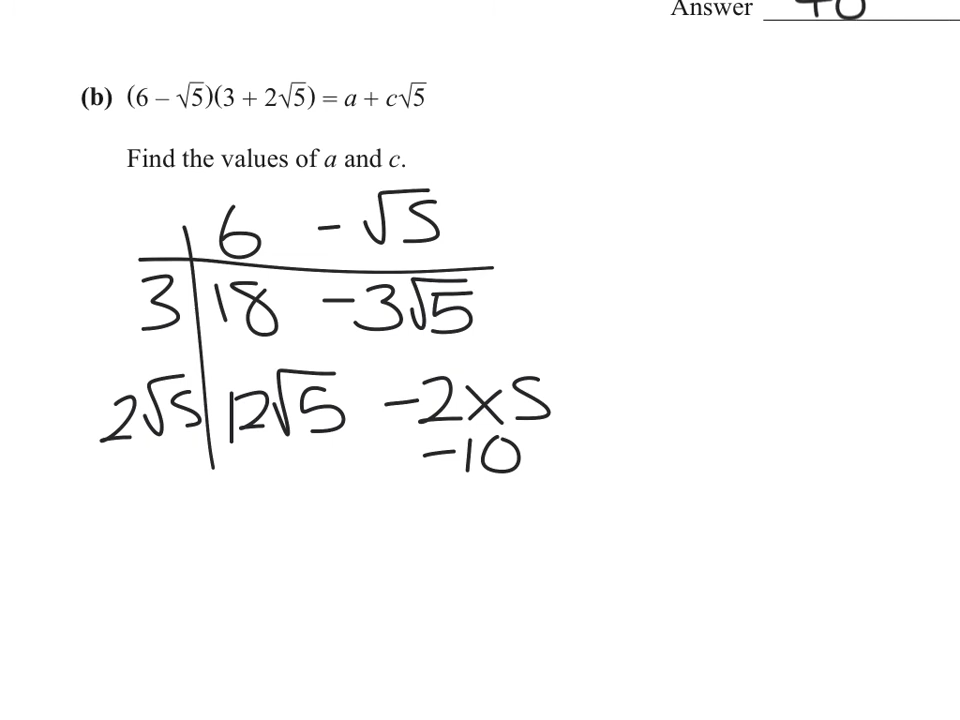 Answer
(b) (6 – √5)(3 + 2√5) = a + c√5
Find the values of a and c.
6 - √5
3 18 -3√5
2√5 12√5 -2×5
-10